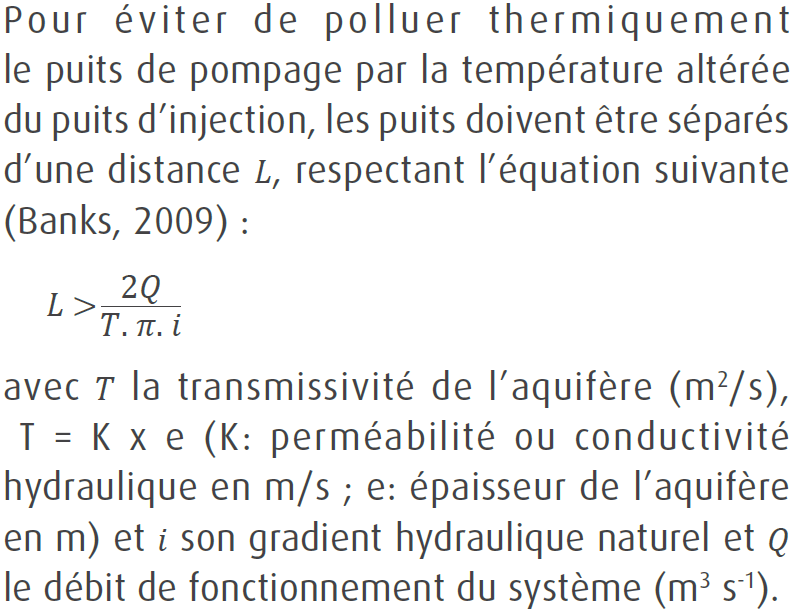 Pour éviter de polluer thermiquement
le puits de pompage par la température altérée
du puits d’injection, les puits doivent être séparés
d’une distance L, respectant l’équation suivante
(Banks, 2009) :
L > 2Q / T. π. i
avec T la transmissivité de l’aquifère (m²/s),
T = K x e (K: perméabilité ou conductivité
hydraulique en m/s ; e: épaisseur de l’aquifère
en m) et i son gradient hydraulique naturel et Q
le débit de fonctionnement du système (m³ s⁻¹).